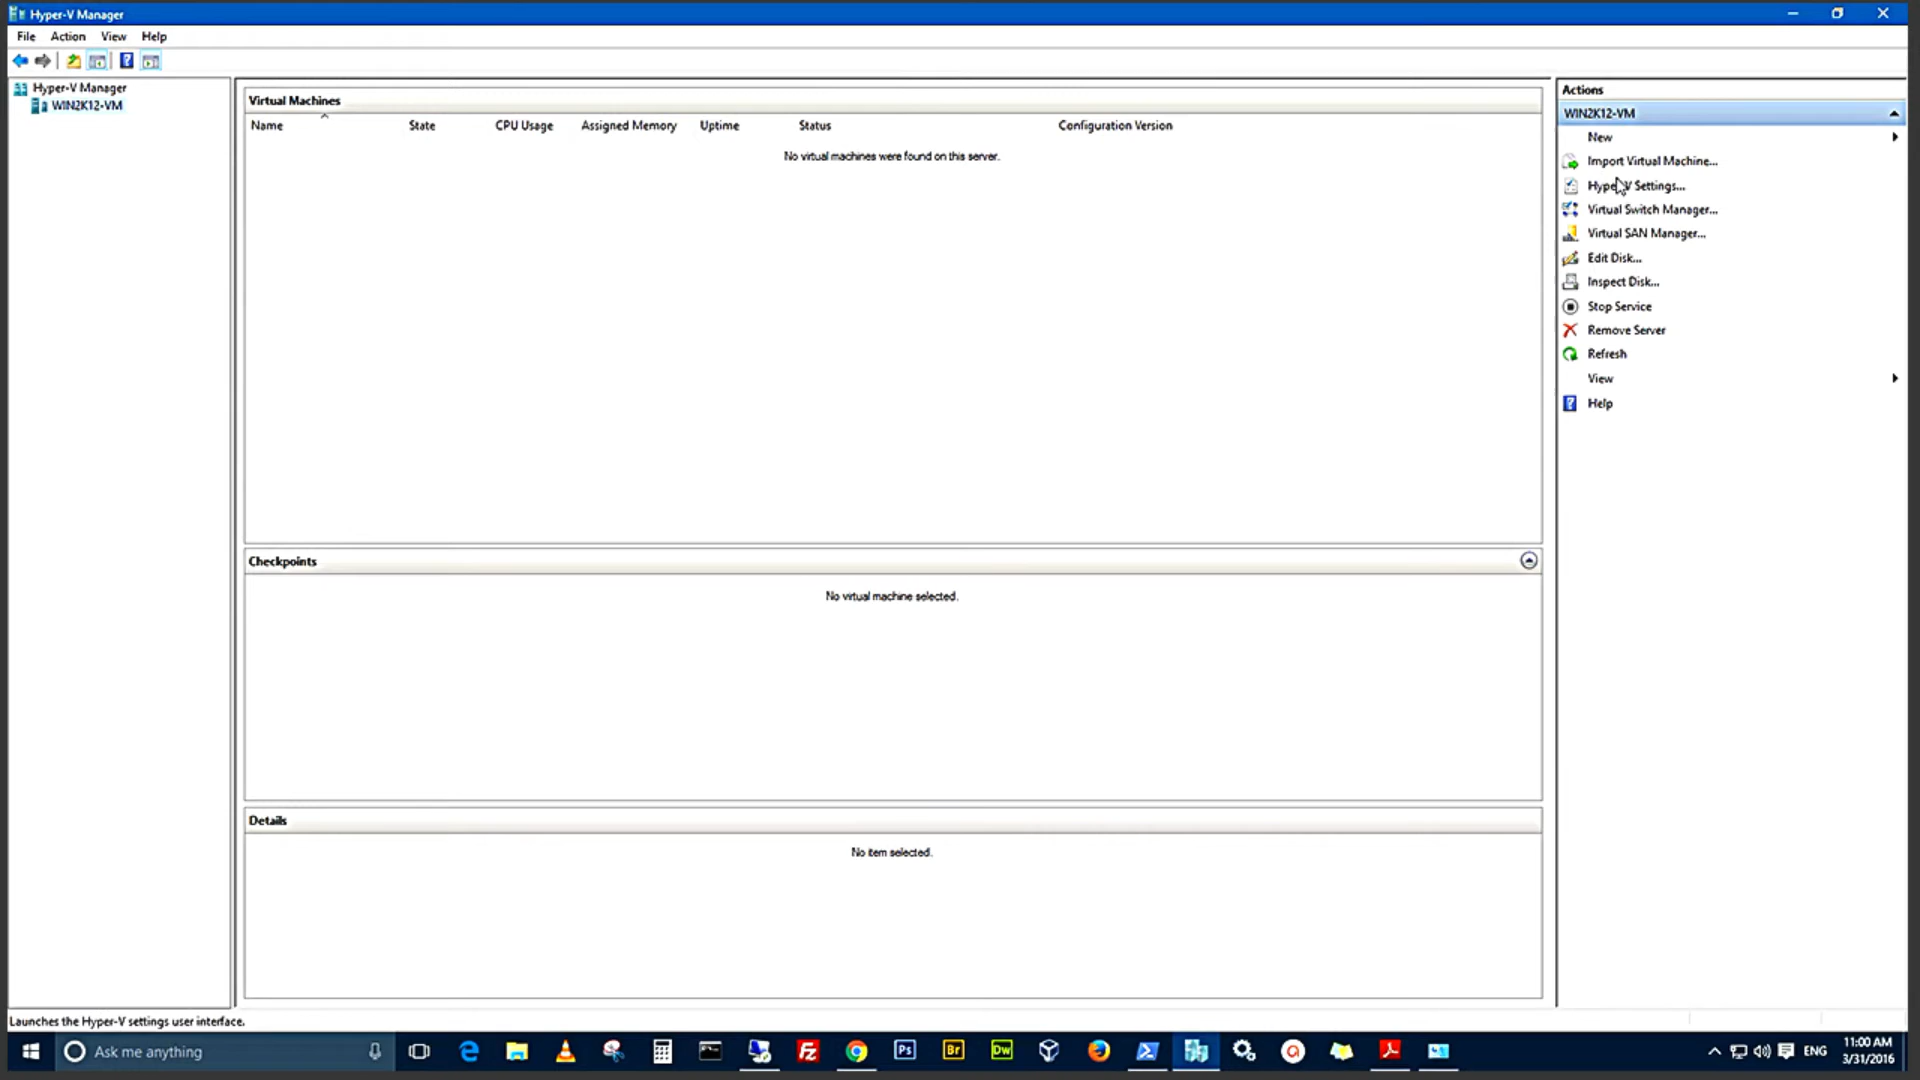 Hyper-V Manager
File Action View Help
Hyper-V Manager
WIN2K12-VM
Virtual Machines
Name State CPU Usage Assigned Memory Uptime Status Configuration Version
No virtual machines were found on this server.
Checkpoints
No virtual machine selected.
Details
No item selected.
Actions
WIN2K12-VM
New
Import Virtual Machine...
Hyper-V Settings...
Virtual Switch Manager...
Virtual SAN Manager...
Edit Disk...
Inspect Disk...
Stop Service
Remove Server
Refresh
View
Help
Launches the Hyper-V settings user interface.
Ask me anything
Ps Br Dw
ENG
11:00 AM
3/31/2016